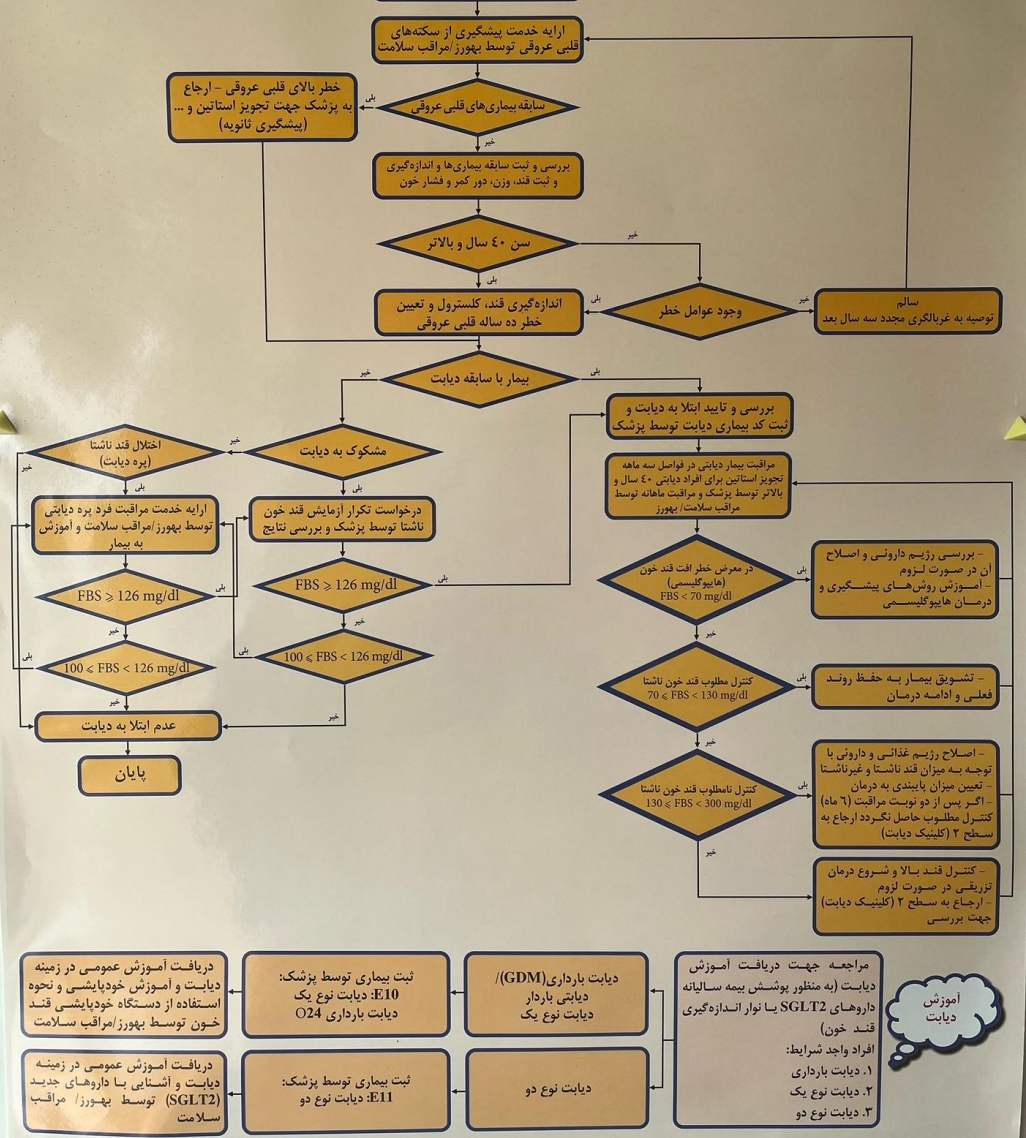 ارایه خدمت پیشگیری از سکته‌های
قلبی عروقی توسط بهورز/مراقب سلامت
سابقه بیماری‌های قلبی عروقی
بلی
خطر بالای قلبی عروقی – ارجاع
به پزشک جهت تجویز استاتین و ...
(پیشگیری ثانویه)
خیر
بررسی و ثبت سابقه بیماری‌ها و اندازه‌گیری
و ثبت قند، وزن، دور کمر و فشار خون
سن ٤٠ سال و بالاتر
خیر
بلی
وجود عوامل خطر
خیر
سالم
توصیه به غربالگری مجدد سه سال بعد
بلی
اندازه‌گیری قند، کلسترول و تعیین
خطر ده ساله قلبی عروقی
بیمار با سابقه دیابت
بلی
خیر
بررسی و تایید ابتلا به دیابت و
ثبت کد بیماری دیابت توسط پزشک
مراقبت بیمار دیابتی در فواصل سه ماهه
تجویز استاتین برای افراد دیابتی ٤٠ سال و
بالاتر توسط پزشک و مراقبت ماهانه توسط
مراقب سلامت/ بهورز
در معرض خطر افت قند خون
(هایپوگلیسمی)
FBS < 70 mg/dl
بلی
– بررسی رژیم داروئی و اصلاح
آن در صورت لزوم
– آموزش روش‌های پیشگیری و
درمان هایپوگلیسمی
خیر
کنترل مطلوب قند خون ناشتا
70 ⩽ FBS < 130 mg/dl
بلی
– تشویق بیمار به حفظ روند
فعلی و ادامه درمان
خیر
کنترل نامطلوب قند خون ناشتا
130 ⩽ FBS < 300 mg/dl
بلی
– اصلاح رژیم غذائی و داروئی با
توجه به میزان قند ناشتا و غیرناشتا
– تعیین میزان پایبندی به درمان
– اگر پس از دو نوبت مراقبت (٦ ماه)
کنترل مطلوب حاصل نگردد ارجاع به
سطح ۲ (کلینیک دیابت)
خیر
– کنترل قند بالا و شروع درمان
تزریقی در صورت لزوم
– ارجاع به سطح ۲ (کلینیک دیابت)
جهت بررسی
مشکوک به دیابت
خیر
بلی
درخواست تکرار آزمایش قند خون
ناشتا توسط پزشک و بررسی نتایج
FBS ⩾ 126 mg/dl
بلی
خیر
100 ⩽ FBS < 126 mg/dl
بلی
خیر
اختلال قند ناشتا
(پره دیابت)
خیر
بلی
ارایه خدمت مراقبت فرد پره دیابتی
توسط بهورز/مراقب سلامت و آموزش
به بیمار
FBS ⩾ 126 mg/dl
بلی
خیر
100 ⩽ FBS < 126 mg/dl
بلی
خیر
عدم ابتلا به دیابت
پایان
آموزش
دیابت
مراجعه جهت دریافت آموزش
دیابت (به منظور پوشش بیمه سالیانه
داروهای SGLT2 یا نوار اندازه‌گیری
قند خون)
افراد واجد شرایط:
۱. دیابت بارداری
۲. دیابت نوع یک
۳. دیابت نوع دو
دیابت بارداری(GDM)/
دیابتی باردار
دیابت نوع یک
ثبت بیماری توسط پزشک:
E10: دیابت نوع یک
دیابت بارداری O24
دریافت آموزش عمومی در زمینه
دیابت و آموزش خودپایشی و نحوه
استفاده از دستگاه خودپایشی قند
خون توسط بهورز/مراقب سلامت
دیابت نوع دو
ثبت بیماری توسط پزشک:
E11: دیابت نوع دو
دریافت آموزش عمومی در زمینه
دیابت و آشنایی با داروهای جدید
(SGLT2) توسط بهورز/ مراقب
سلامت